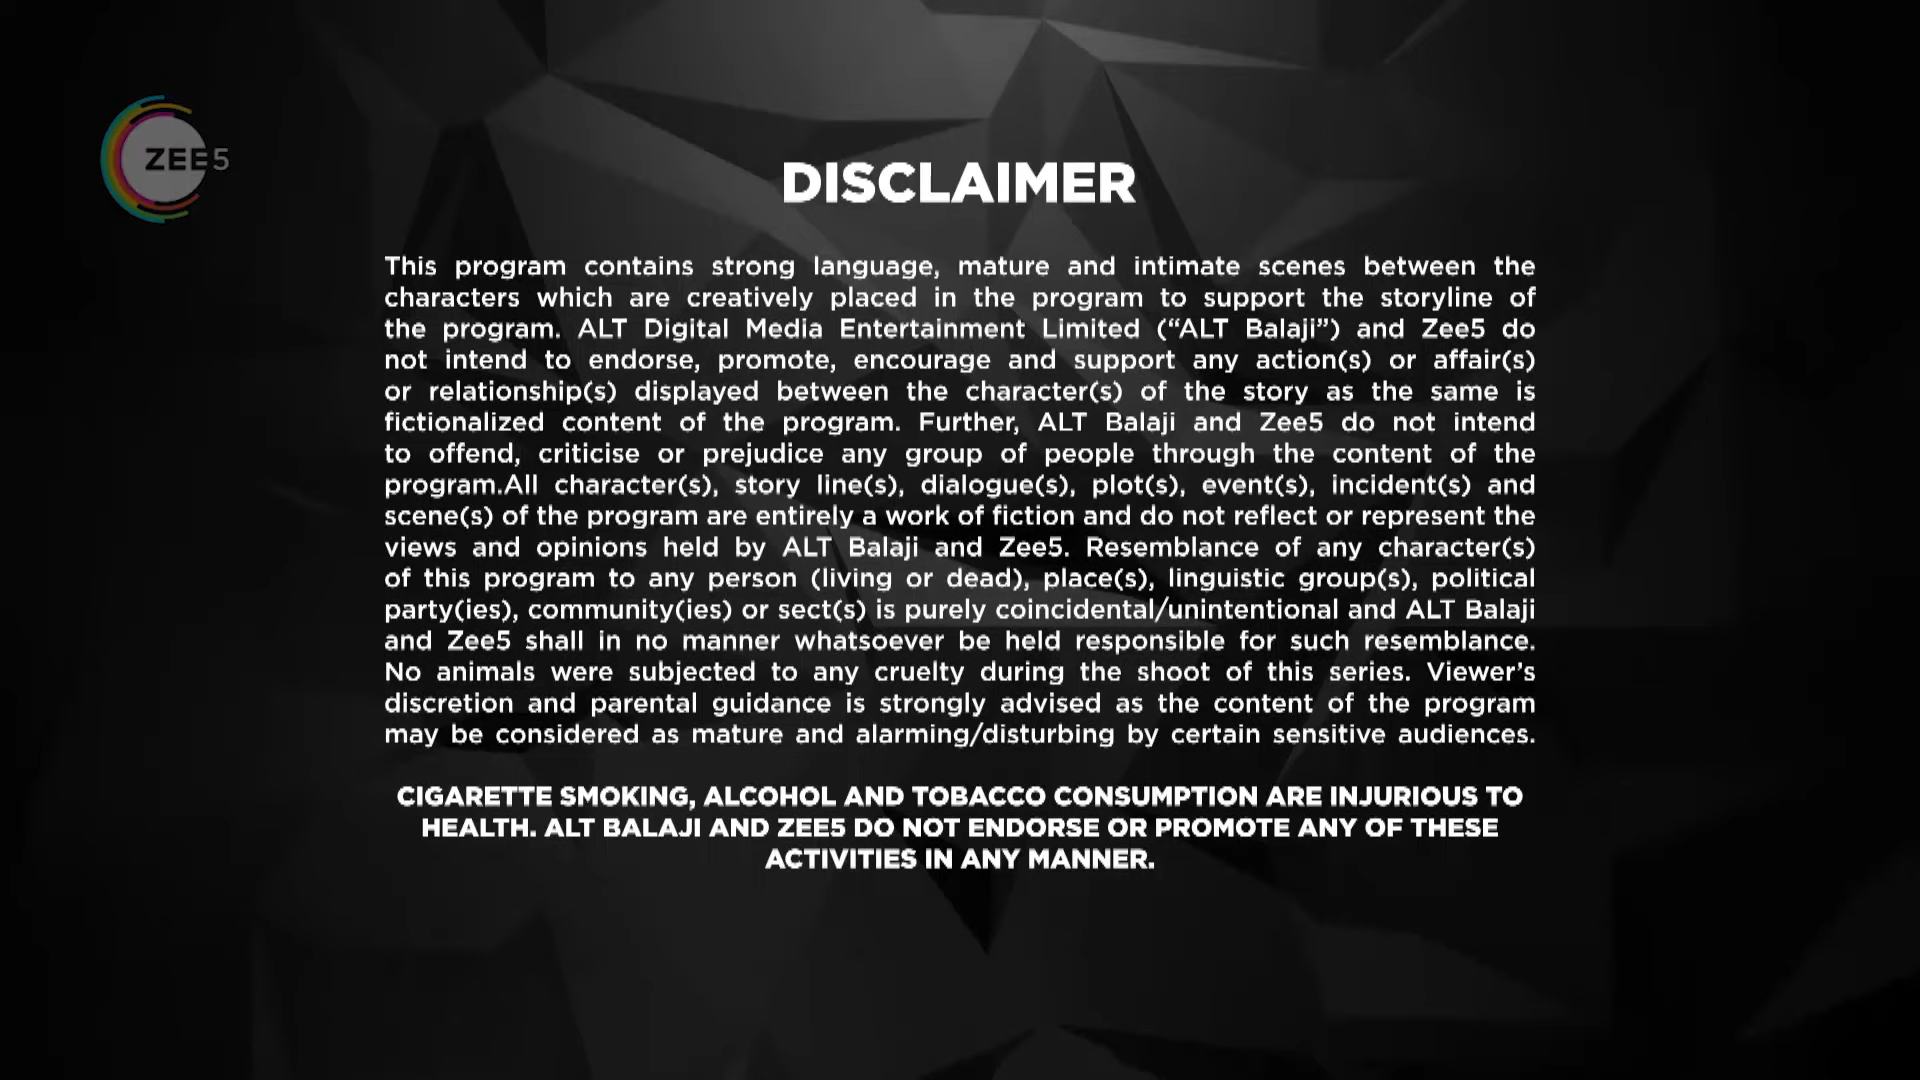 ZEE5
DISCLAIMER
This program contains strong language, mature and intimate scenes between the
characters which are creatively placed in the program to support the storyline of
the program. ALT Digital Media Entertainment Limited (“ALT Balaji”) and Zee5 do
not intend to endorse, promote, encourage and support any action(s) or affair(s)
or relationship(s) displayed between the character(s) of the story as the same is
fictionalized content of the program. Further, ALT Balaji and Zee5 do not intend
to offend, criticise or prejudice any group of people through the content of the
program.All character(s), story line(s), dialogue(s), plot(s), event(s), incident(s) and
scene(s) of the program are entirely a work of fiction and do not reflect or represent the
views and opinions held by ALT Balaji and Zee5. Resemblance of any character(s)
of this program to any person (living or dead), place(s), linguistic group(s), political
party(ies), community(ies) or sect(s) is purely coincidental/unintentional and ALT Balaji
and Zee5 shall in no manner whatsoever be held responsible for such resemblance.
No animals were subjected to any cruelty during the shoot of this series. Viewer’s
discretion and parental guidance is strongly advised as the content of the program
may be considered as mature and alarming/disturbing by certain sensitive audiences.
CIGARETTE SMOKING, ALCOHOL AND TOBACCO CONSUMPTION ARE INJURIOUS TO
HEALTH. ALT BALAJI AND ZEE5 DO NOT ENDORSE OR PROMOTE ANY OF THESE
ACTIVITIES IN ANY MANNER.